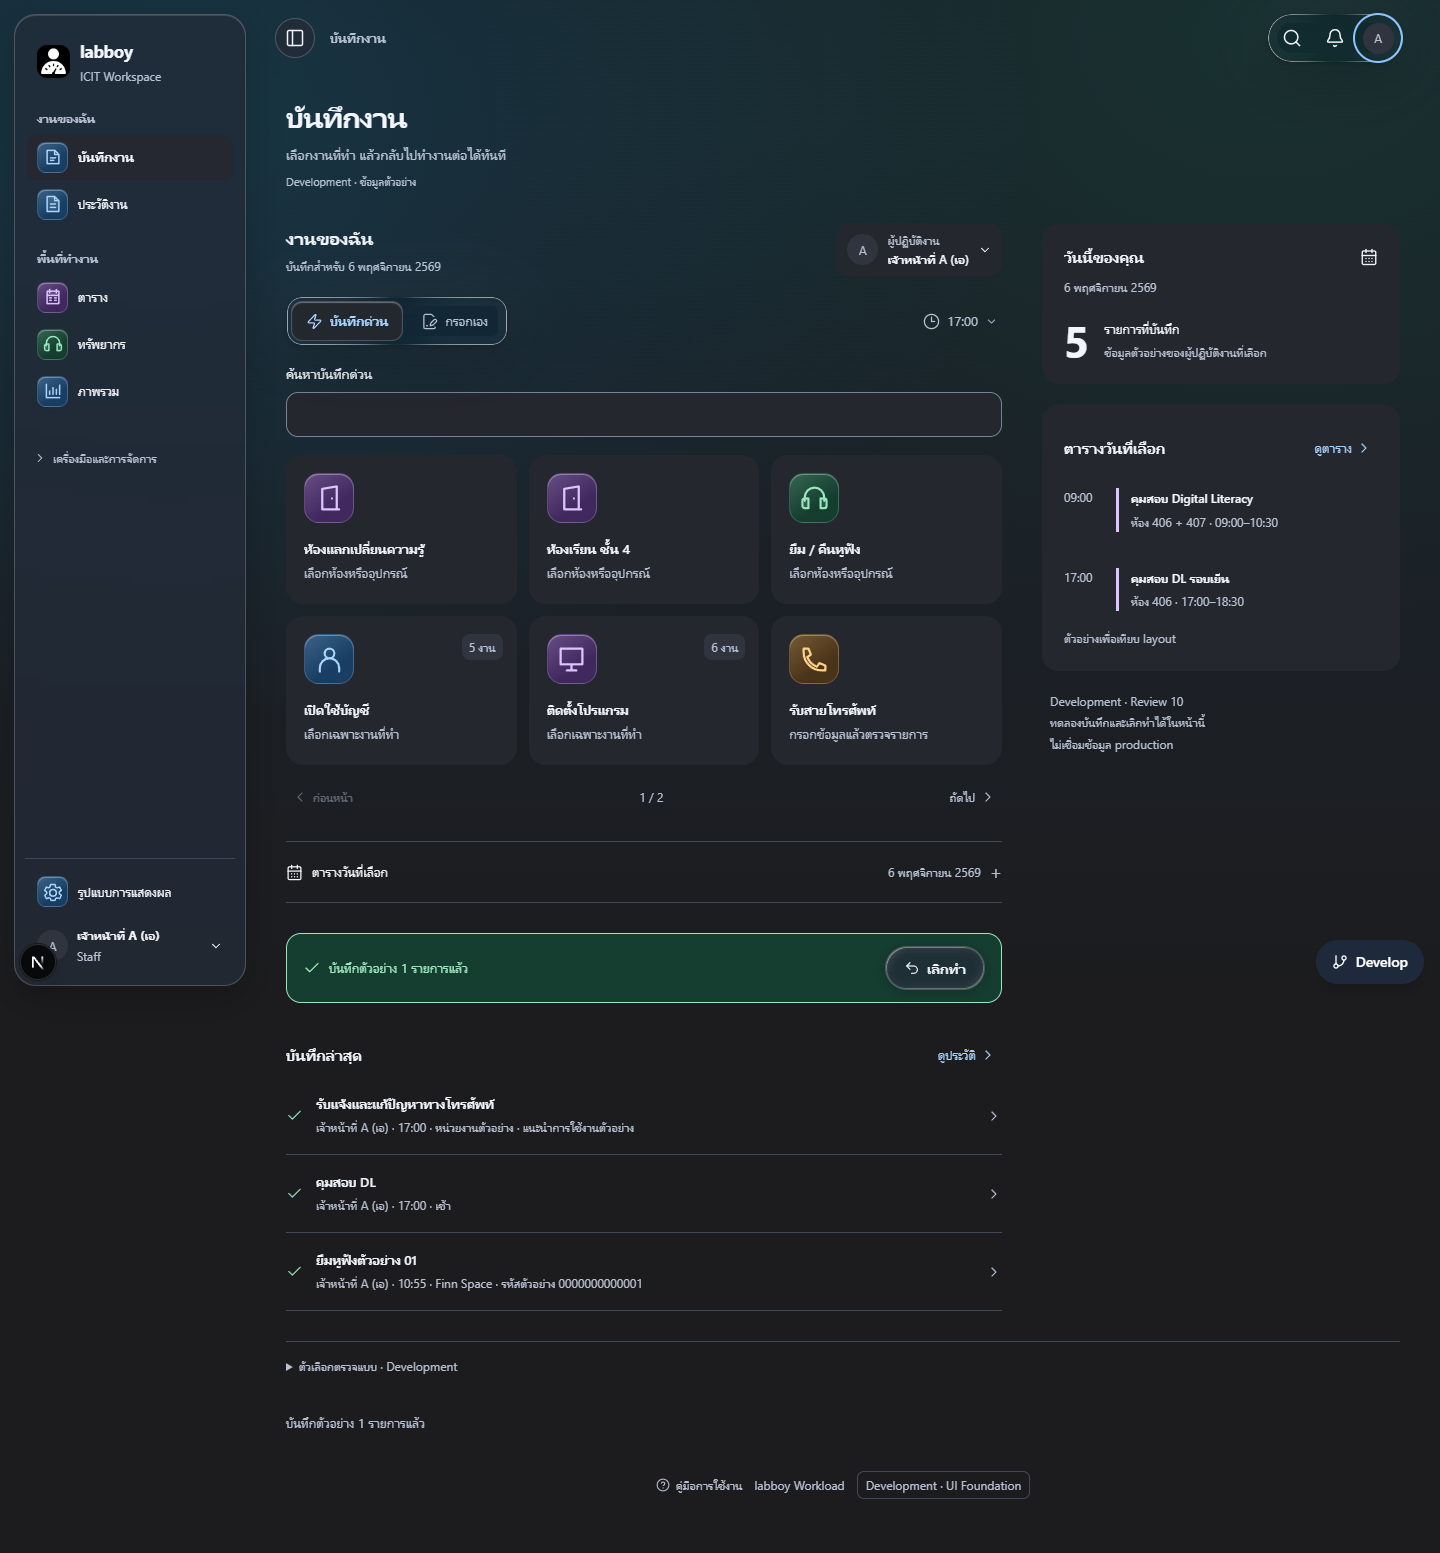 labboy
ICIT Workspace
งานของฉัน
บันทึกงาน
ประวัติงาน
พื้นที่ทำงาน
ตาราง
ทรัพยากร
ภาพรวม
เครื่องมือและการจัดการ
รูปแบบการแสดงผล
A
เจ้าหน้าที่ A (เอ)
Staff
N
บันทึกงาน
A
บันทึกงาน
เลือกงานที่ทำ แล้วกลับไปทำงานต่อได้ทันที
Development · ข้อมูลตัวอย่าง
งานของฉัน
บันทึกสำหรับ 6 พฤศจิกายน 2569
A
ผู้ปฏิบัติงาน
เจ้าหน้าที่ A (เอ)
บันทึกด่วน
กรอกเอง
17:00
ค้นหาบันทึกด่วน
ห้องแลกเปลี่ยนความรู้
เลือกห้องหรืออุปกรณ์
ห้องเรียน ชั้น 4
เลือกห้องหรืออุปกรณ์
ยืม / คืนหูฟัง
เลือกห้องหรืออุปกรณ์
5 งาน
เปิดใช้บัญชี
เลือกเฉพาะงานที่ทำ
6 งาน
ติดตั้งโปรแกรม
เลือกเฉพาะงานที่ทำ
รับสายโทรศัพท์
กรอกข้อมูลแล้วตรวจรายการ
ก่อนหน้า
1 / 2
ถัดไป
ตารางวันที่เลือก
6 พฤศจิกายน 2569
บันทึกตัวอย่าง 1 รายการแล้ว
เลิกทำ
บันทึกล่าสุด
ดูประวัติ
รับแจ้งและแก้ปัญหาทางโทรศัพท์
เจ้าหน้าที่ A (เอ) · 17:00 · หน่วยงานตัวอย่าง · แนะนำการใช้งานตัวอย่าง
คุมสอบ DL
เจ้าหน้าที่ A (เอ) · 17:00 · เช้า
ยืมหูฟังตัวอย่าง 01
เจ้าหน้าที่ A (เอ) · 10:55 · Finn Space · รหัสตัวอย่าง 0000000000001
วันนี้ของคุณ
6 พฤศจิกายน 2569
5
รายการที่บันทึก
ข้อมูลตัวอย่างของผู้ปฏิบัติงานที่เลือก
ตารางวันที่เลือก
ดูตาราง
09:00
คุมสอบ Digital Literacy
ห้อง 406 + 407 · 09:00–10:30
17:00
คุมสอบ DL รอบเย็น
ห้อง 406 · 17:00–18:30
ตัวอย่างเพื่อเทียบ layout
Development · Review 10
ทดลองบันทึกและเลิกทำได้ในหน้านี้
ไม่เชื่อมข้อมูล production
Develop
ตัวเลือกตรวจแบบ · Development
บันทึกตัวอย่าง 1 รายการแล้ว
คู่มือการใช้งาน
labboy Workload
Development · UI Foundation